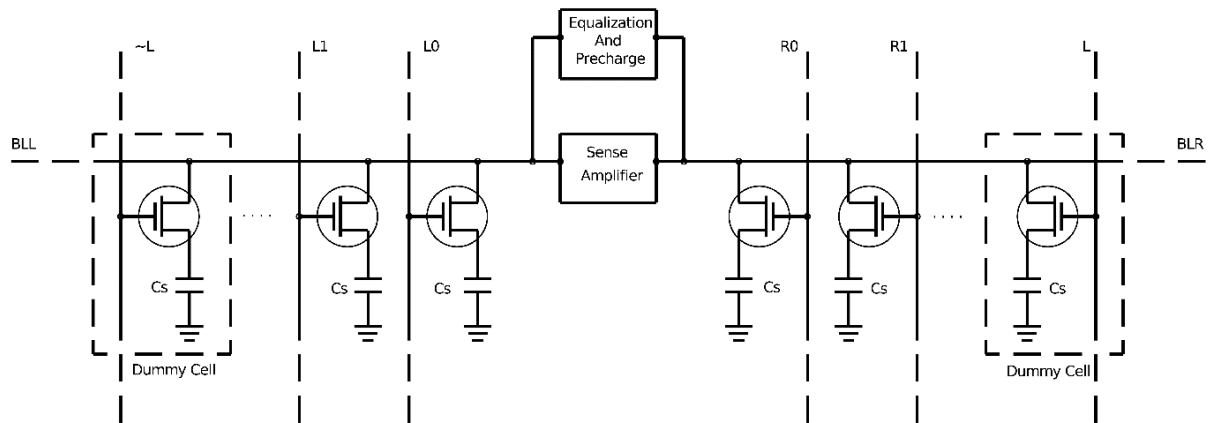 Equalization
And
Precharge
~L
L1
L0
R0
R1
L
BLL
BLR
Sense
Amplifier
.....
.....
Cs
Cs
Cs
Cs
Cs
Cs
Dummy Cell
Dummy Cell